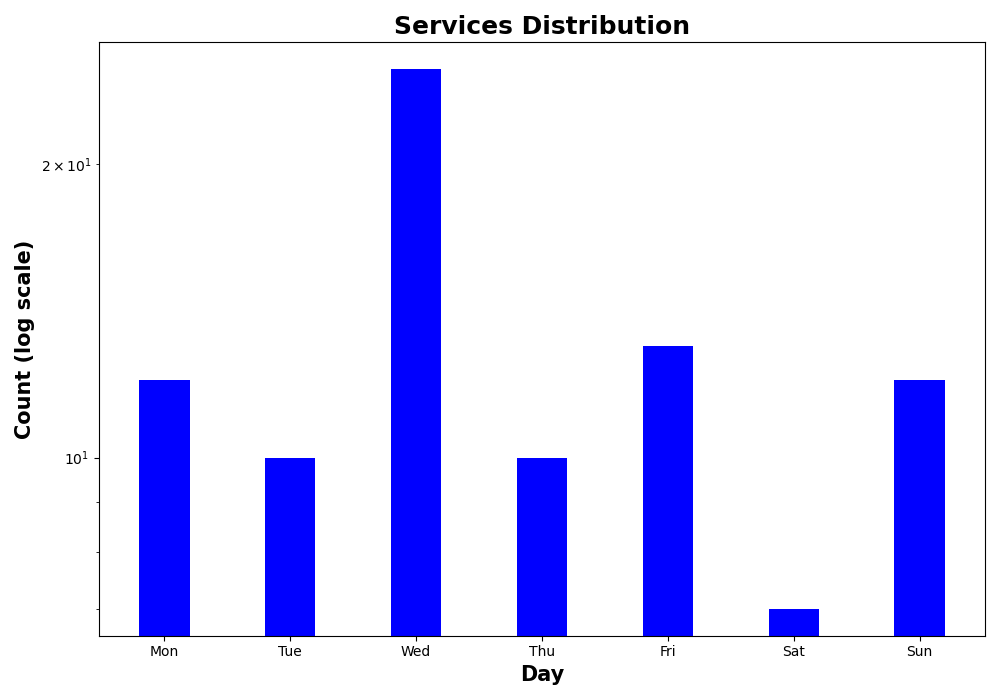 Services Distribution
Count (log scale)
2 × 10¹
10¹
Mon Tue Wed Thu Fri Sat Sun
Day